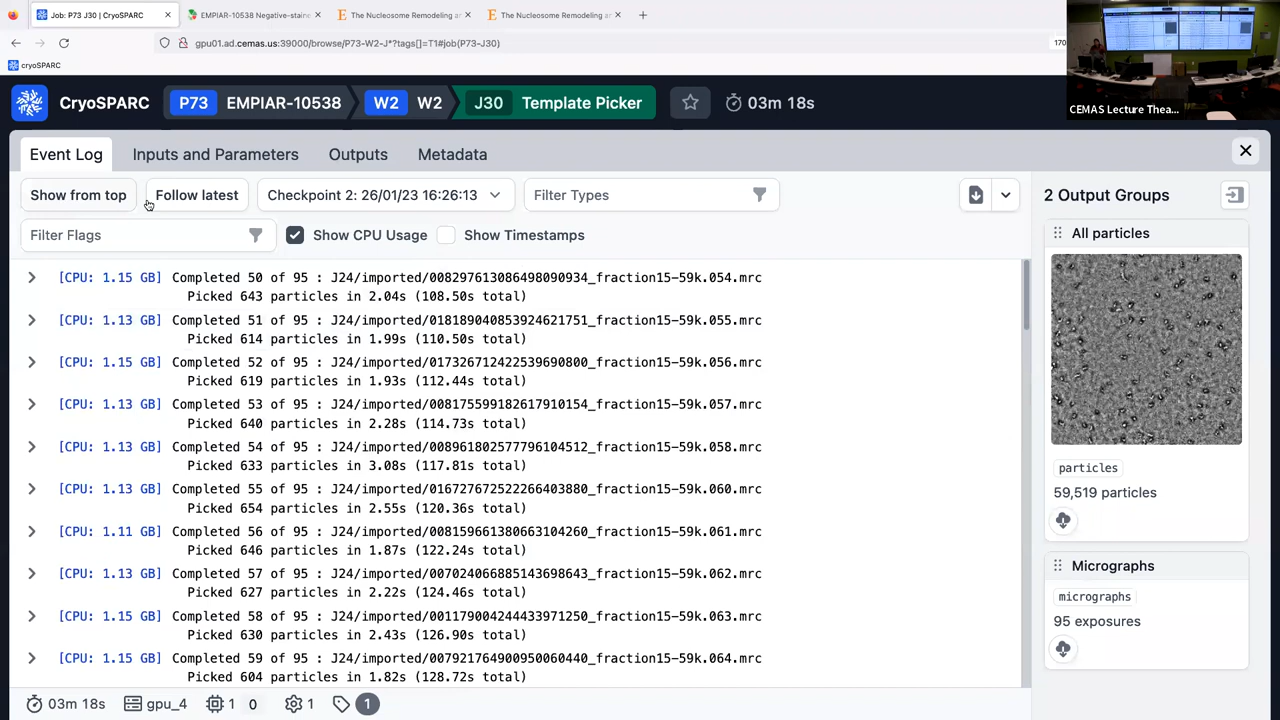 Job: P73 J30 | CryoSPARC
EMPIAR-10538 Negative-staine
The Nucleosome Remodeling an
The Nucleosome Remodeling ar
gpu01.ad.cemas.us:39000/browse/P73-W2-J*?tags[]=T1#job(P73-J30)
170
cryoSPARC
CEMAS Lecture Thea...
CryoSPARC
P73 EMPIAR-10538
W2 W2
J30 Template Picker
03m 18s
Event Log
Inputs and Parameters
Outputs
Metadata
Show from top
Follow latest
Checkpoint 2: 26/01/23 16:26:13
Filter Types
Filter Flags
Show CPU Usage
Show Timestamps
[CPU: 1.15 GB] Completed 50 of 95 : J24/imported/008297613086498090934_fraction15-59k.054.mrc
Picked 643 particles in 2.04s (108.50s total)
[CPU: 1.13 GB] Completed 51 of 95 : J24/imported/018189040853924621751_fraction15-59k.055.mrc
Picked 614 particles in 1.99s (110.50s total)
[CPU: 1.15 GB] Completed 52 of 95 : J24/imported/017326712422539690800_fraction15-59k.056.mrc
Picked 619 particles in 1.93s (112.44s total)
[CPU: 1.13 GB] Completed 53 of 95 : J24/imported/008175599182617910154_fraction15-59k.057.mrc
Picked 640 particles in 2.28s (114.73s total)
[CPU: 1.13 GB] Completed 54 of 95 : J24/imported/008961802577796104512_fraction15-59k.058.mrc
Picked 633 particles in 3.08s (117.81s total)
[CPU: 1.13 GB] Completed 55 of 95 : J24/imported/016727672522266403880_fraction15-59k.060.mrc
Picked 654 particles in 2.55s (120.36s total)
[CPU: 1.11 GB] Completed 56 of 95 : J24/imported/008159661380663104260_fraction15-59k.061.mrc
Picked 646 particles in 1.87s (122.24s total)
[CPU: 1.13 GB] Completed 57 of 95 : J24/imported/007024066885143698643_fraction15-59k.062.mrc
Picked 627 particles in 2.22s (124.46s total)
[CPU: 1.15 GB] Completed 58 of 95 : J24/imported/001179004244433971250_fraction15-59k.063.mrc
Picked 630 particles in 2.43s (126.90s total)
[CPU: 1.15 GB] Completed 59 of 95 : J24/imported/007921764900950060440_fraction15-59k.064.mrc
Picked 604 particles in 1.82s (128.72s total)
2 Output Groups
All particles
particles
59,519 particles
Micrographs
micrographs
95 exposures
03m 18s
gpu_4
1
0
1
1